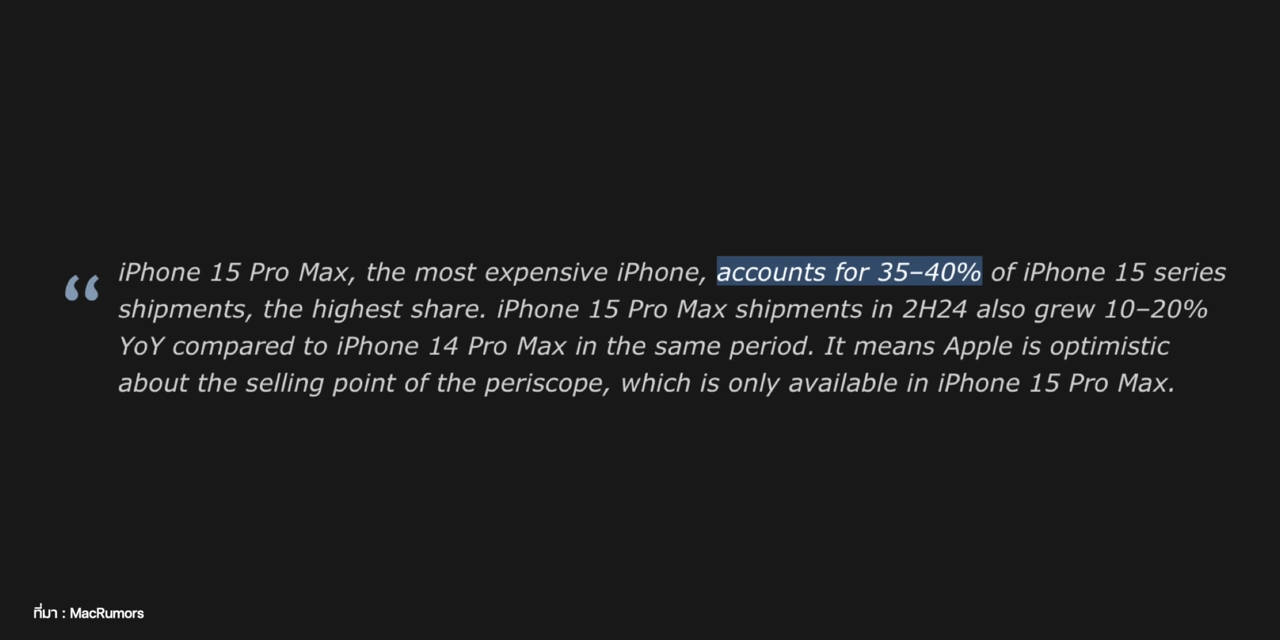 “ iPhone 15 Pro Max, the most expensive iPhone, accounts for 35–40% of iPhone 15 series
shipments, the highest share. iPhone 15 Pro Max shipments in 2H24 also grew 10–20%
YoY compared to iPhone 14 Pro Max in the same period. It means Apple is optimistic
about the selling point of the periscope, which is only available in iPhone 15 Pro Max.
ที่มา : MacRumors